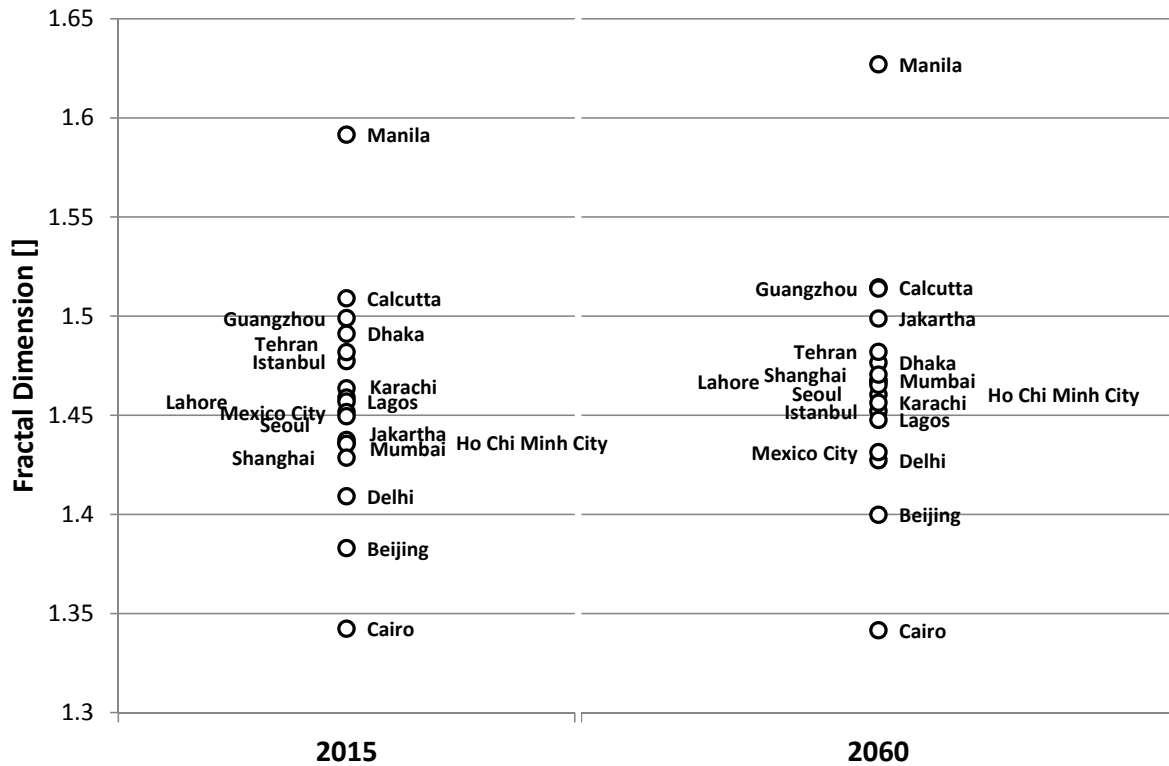 1.65
1.6
1.55
1.5
1.45
1.4
1.35
1.3
Fractal Dimension []
Manila
Calcutta
Guangzhou
Dhaka
Tehran
Istanbul
Karachi
Lahore
Lagos
Mexico City
Seoul
Jakartha
Ho Chi Minh City
Mumbai
Shanghai
Delhi
Beijing
Cairo
2015
Manila
Guangzhou
Calcutta
Jakartha
Tehran
Dhaka
Shanghai
Lahore
Mumbai
Seoul
Ho Chi Minh City
Karachi
Istanbul
Lagos
Mexico City
Delhi
Beijing
Cairo
2060